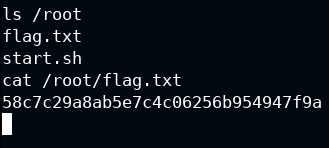 ls /root
flag.txt
start.sh
cat /root/flag.txt
58c7c29a8ab5e7c4c06256b954947f9a